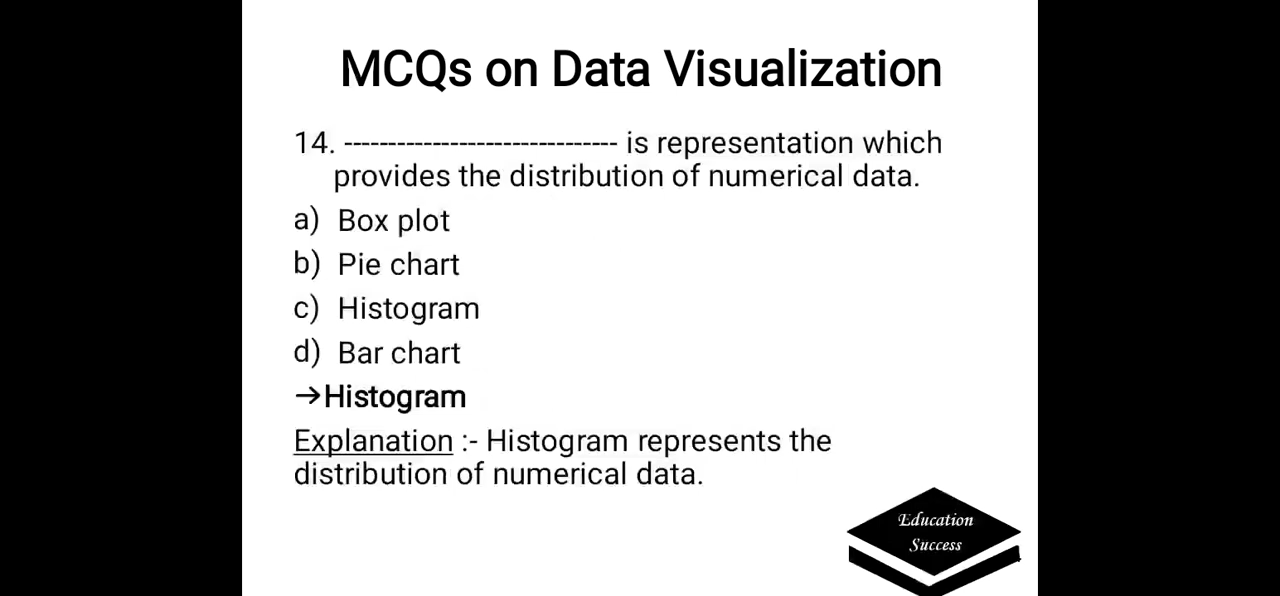 MCQs on Data Visualization
14. ------------------------------- is representation which
provides the distribution of numerical data.
a) Box plot
b) Pie chart
c) Histogram
d) Bar chart
→Histogram
Explanation :- Histogram represents the
distribution of numerical data.
Education
Success